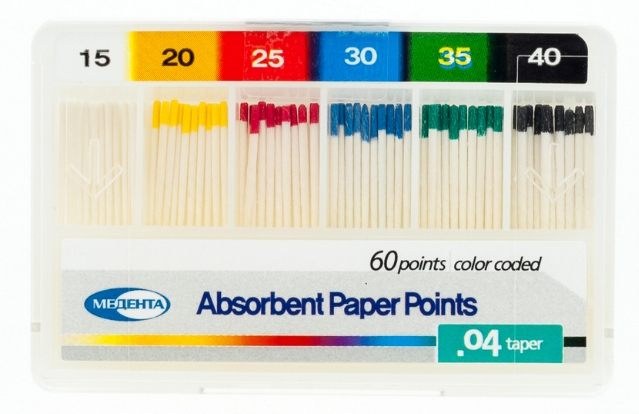 15 20 25 30 35 40
60 points color coded
МЕДЕНТА
Absorbent Paper Points
.04 taper